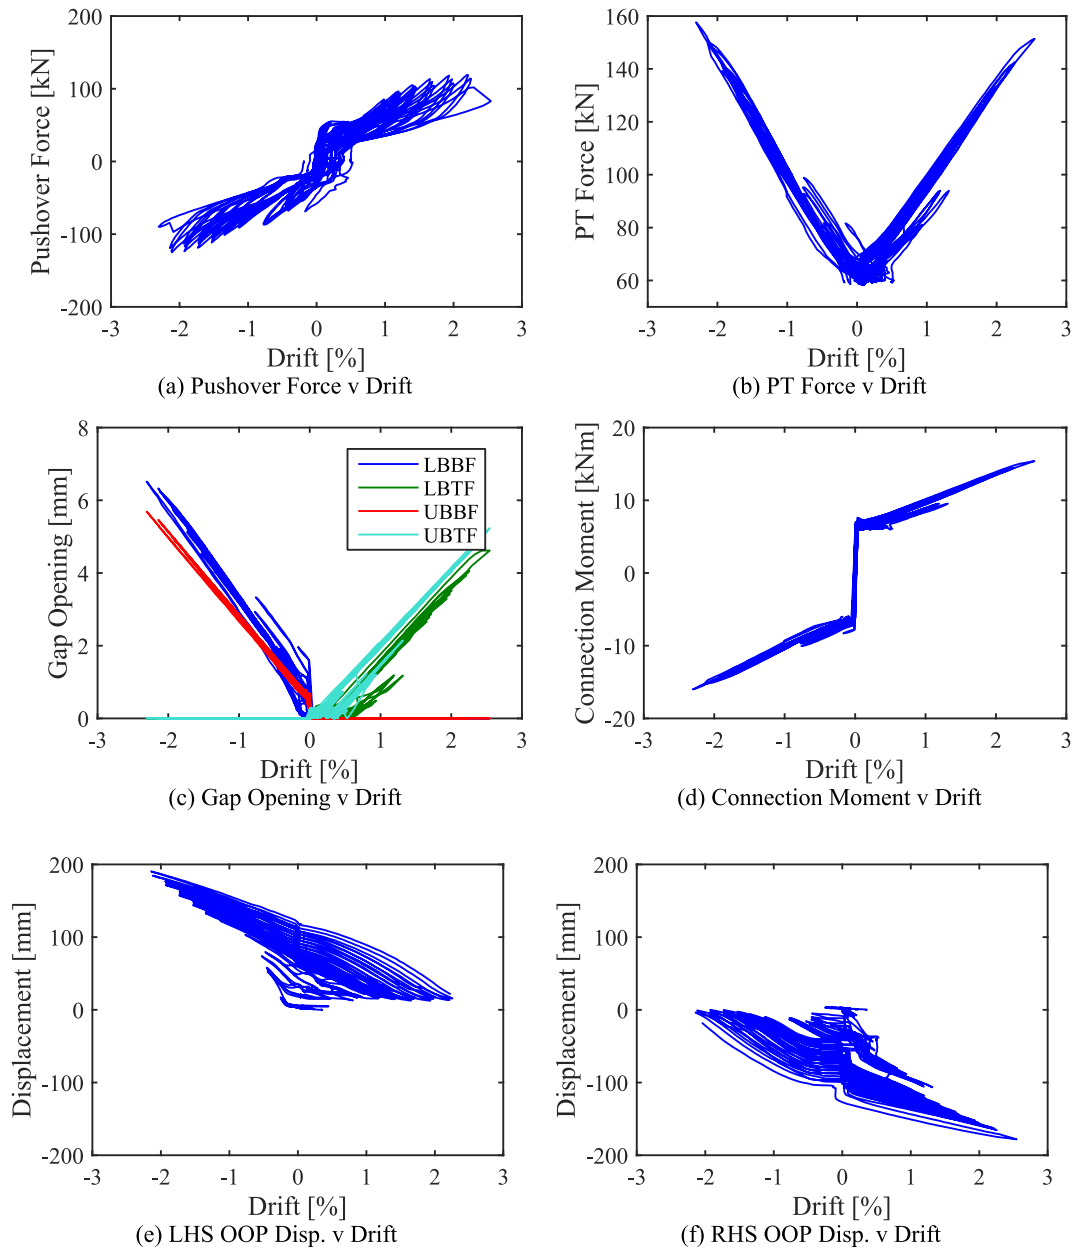 Pushover Force [kN]
200
100
0
-100
-200
-3 -2 -1 0 1 2 3
Drift [%]
(a) Pushover Force v Drift
PT Force [kN]
160
140
120
100
80
60
-3 -2 -1 0 1 2 3
Drift [%]
(b) PT Force v Drift
Gap Opening [mm]
8
6
4
2
0
LBBF
LBTF
UBBF
UBTF
-3 -2 -1 0 1 2 3
Drift [%]
(c) Gap Opening v Drift
Connection Moment [kNm]
20
10
0
-10
-20
-3 -2 -1 0 1 2 3
Drift [%]
(d) Connection Moment v Drift
Displacement [mm]
200
100
0
-100
-200
-3 -2 -1 0 1 2 3
Drift [%]
(e) LHS OOP Disp. v Drift
Displacement [mm]
200
100
0
-100
-200
-3 -2 -1 0 1 2 3
Drift [%]
(f) RHS OOP Disp. v Drift